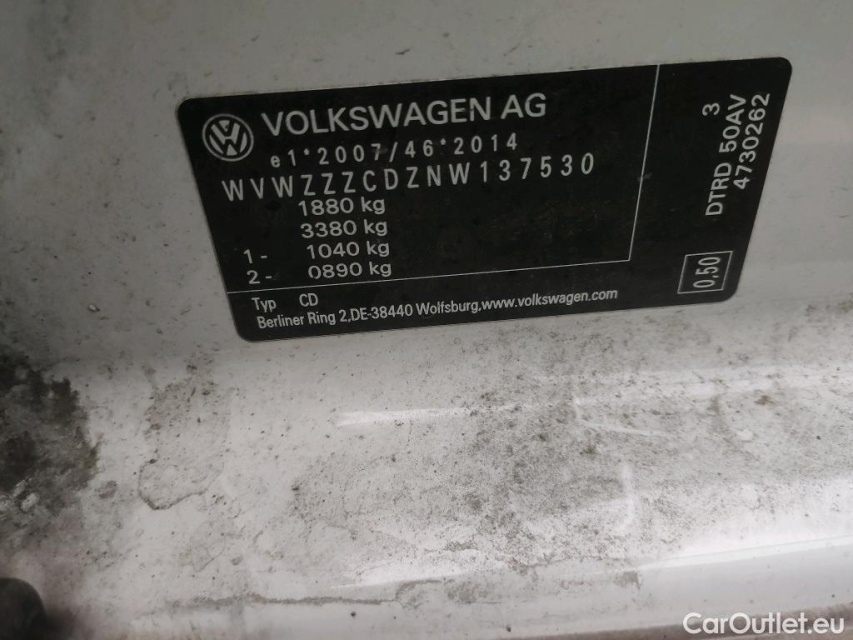 VOLKSWAGEN AG
e1*2007/46*2014
WVWZZZCDZNW137530
1880 kg
3380 kg
1- 1040 kg
2- 0890 kg
Typ CD
Berliner Ring 2,DE-38440 Wolfsburg,www.volkswagen.com
3
DTRD 50AV
4730262
0,50
CarOutlet.eu